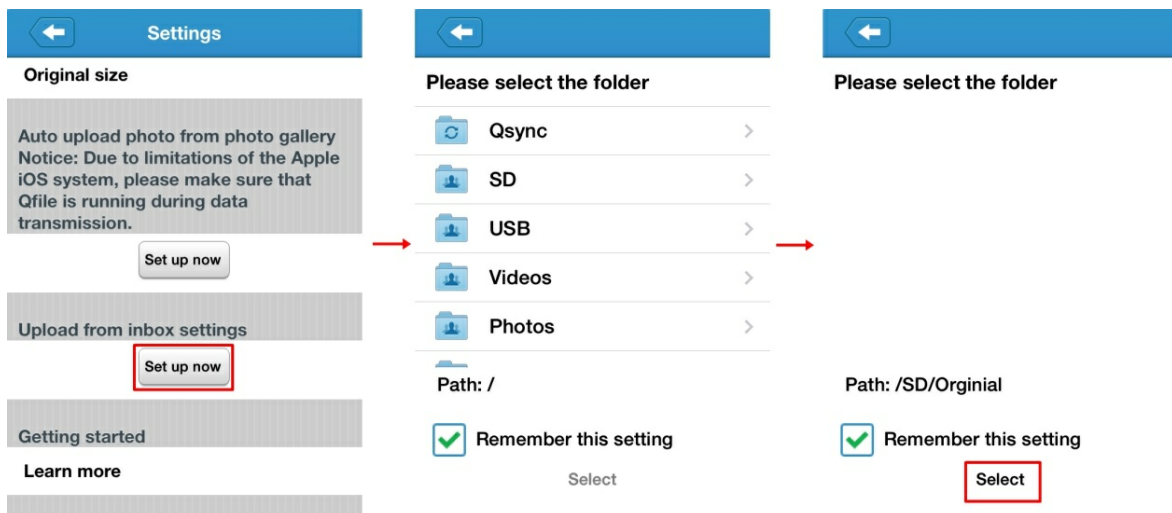 Settings
Original size
Auto upload photo from photo gallery
Notice: Due to limitations of the Apple
iOS system, please make sure that
Qfile is running during data
transmission.
Set up now
Upload from inbox settings
Set up now
Getting started
Learn more
Please select the folder
Qsync
SD
USB
Videos
Photos
Path: /
Remember this setting
Select
Please select the folder
Path: /SD/Orginial
Remember this setting
Select